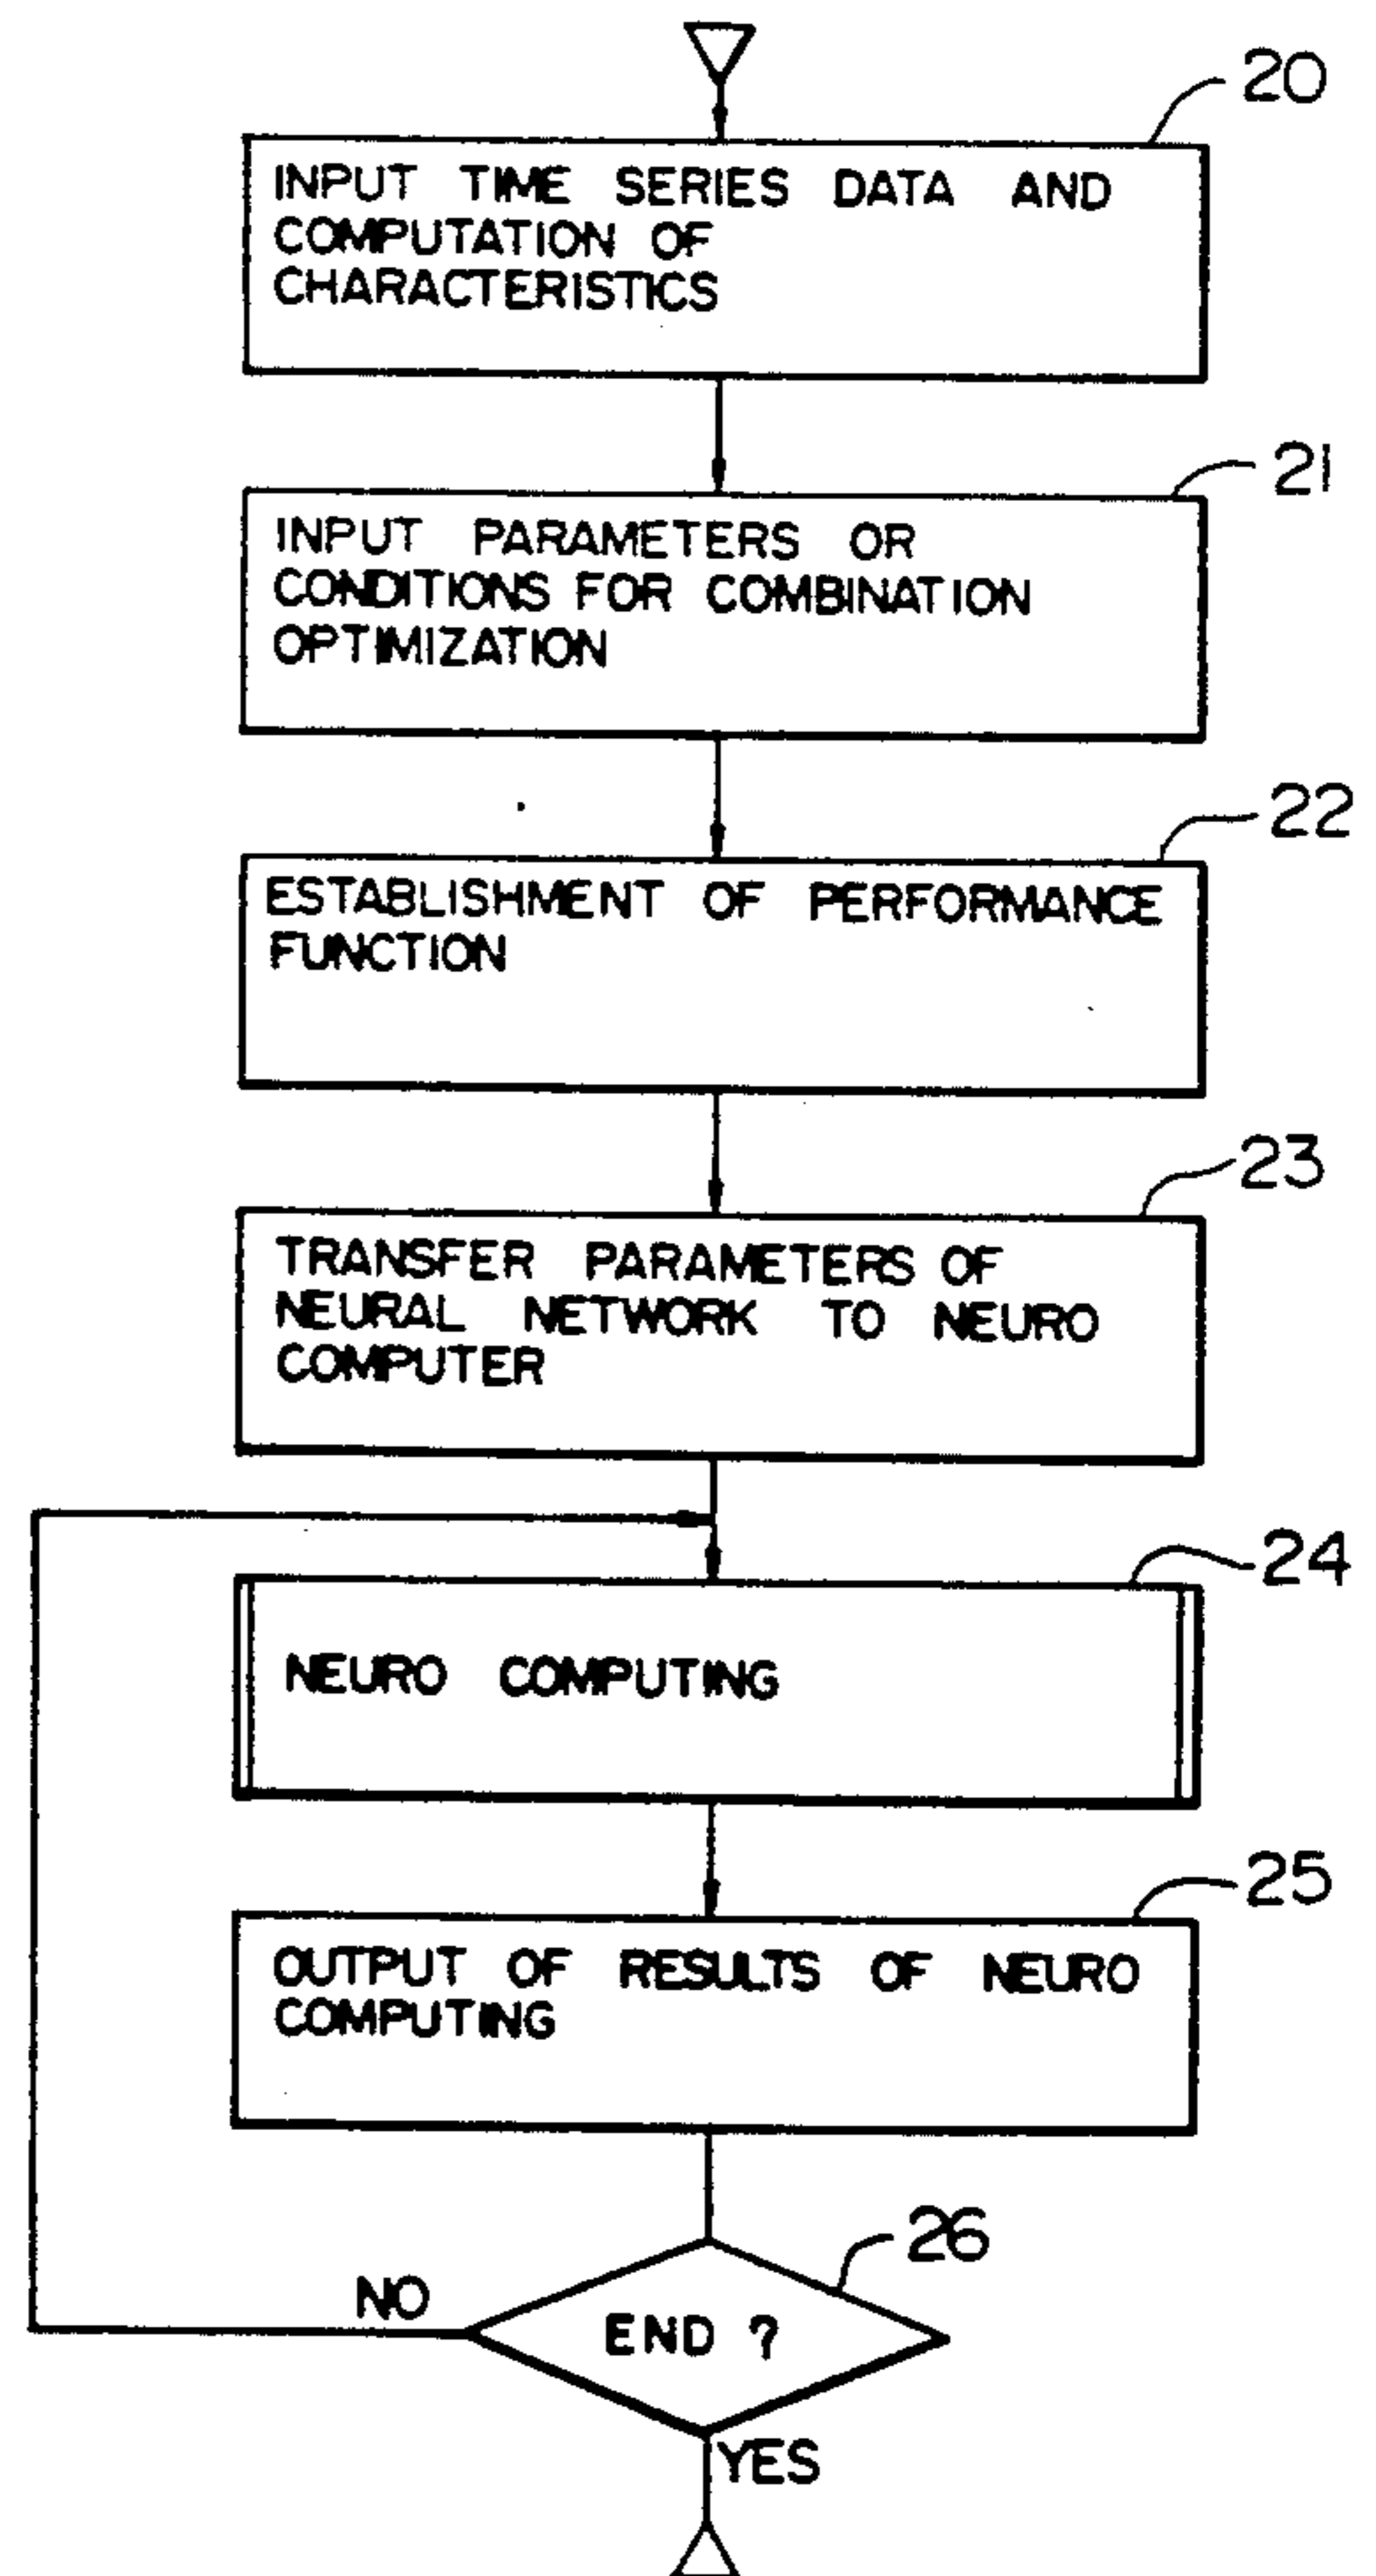 20
INPUT TIME SERIES DATA AND
COMPUTATION OF
CHARACTERISTICS
21
INPUT PARAMETERS OR
CONDITIONS FOR COMBINATION
OPTIMIZATION
22
ESTABLISHMENT OF PERFORMANCE
FUNCTION
23
TRANSFER PARAMETERS OF
NEURAL NETWORK TO NEURO
COMPUTER
24
NEURO COMPUTING
25
OUTPUT OF RESULTS OF NEURO
COMPUTING
26
NO
END ?
YES